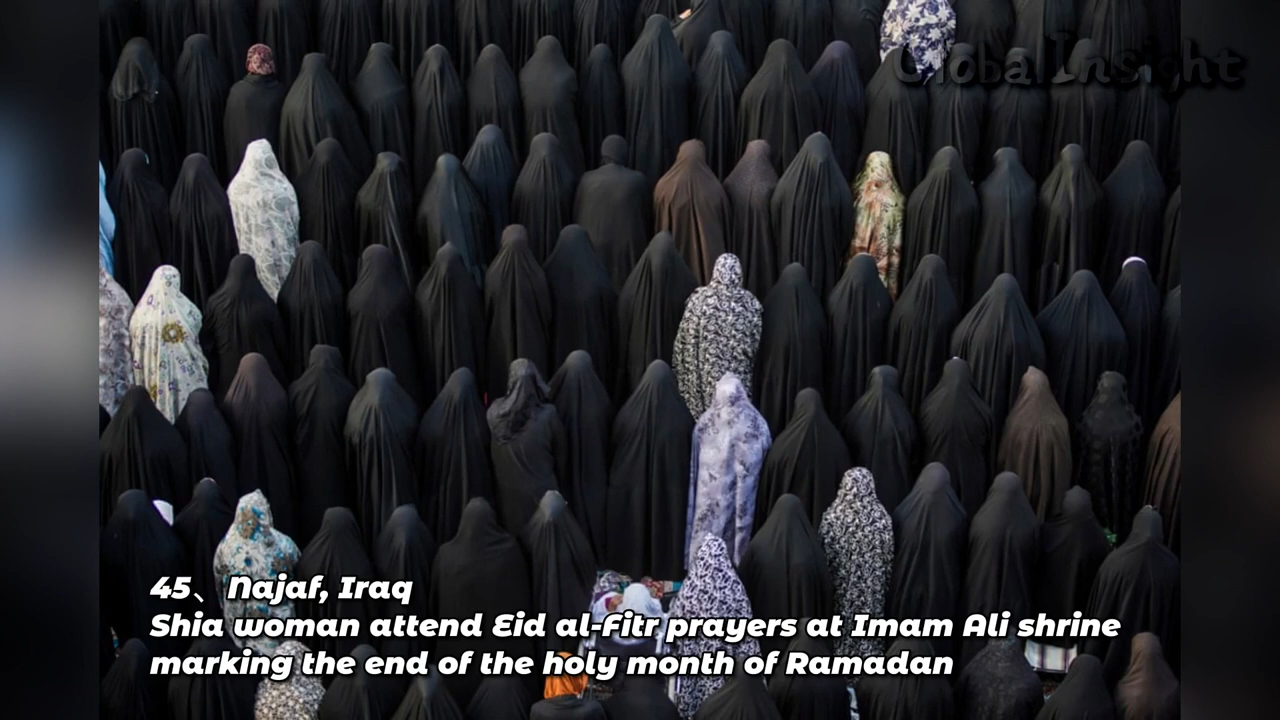 Global Insight
45、Najaf, Iraq
Shia woman attend Eid al-Fitr prayers at Imam Ali shrine
marking the end of the holy month of Ramadan